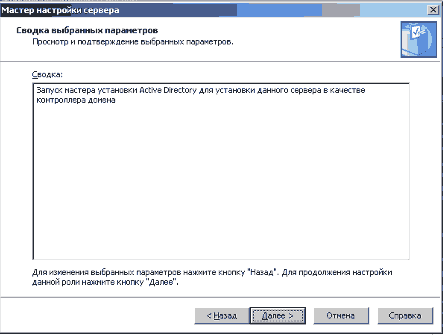 Мастер настройки сервера
Сводка выбранных параметров
Просмотр и подтверждение выбранных параметров.
Сводка:
Запуск мастера установки Active Directory для установки данного сервера в качестве
контроллера домена
Для изменения выбранных параметров нажмите кнопку "Назад". Для продолжения настройки
данной роли нажмите кнопку "Далее".
< Назад
Далее >
Отмена
Справка